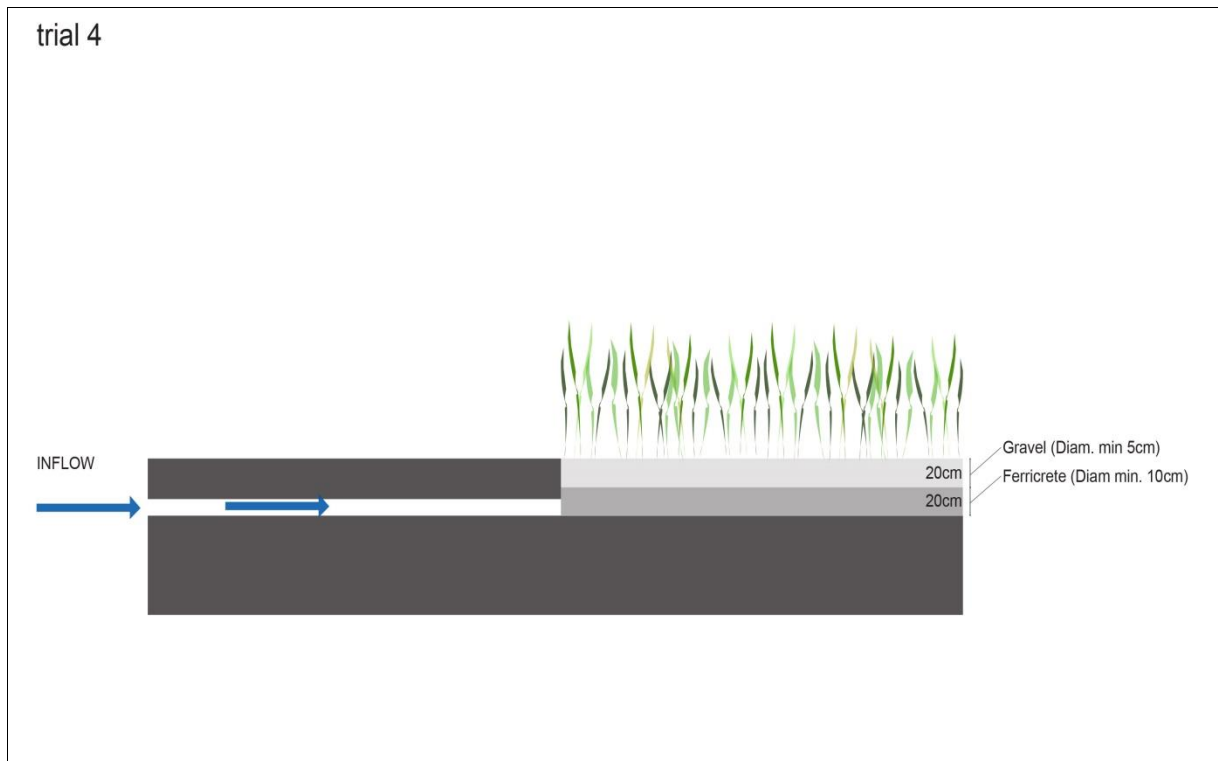 trial 4
INFLOW
20cm
Gravel (Diam. min 5cm)
20cm
Ferricrete (Diam min. 10cm)